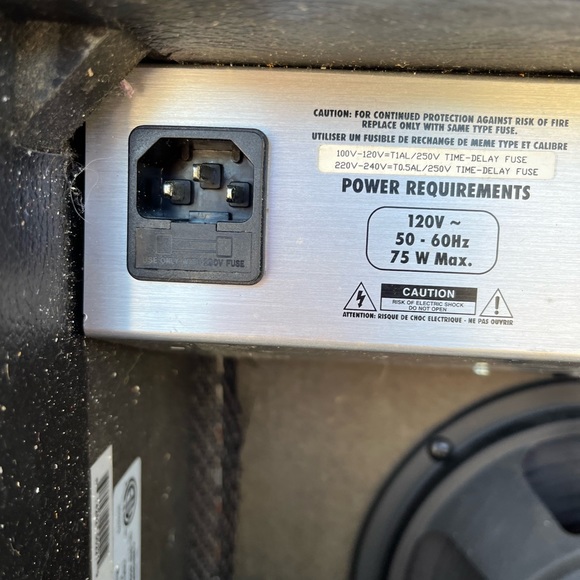 CAUTION: FOR CONTINUED PROTECTION AGAINST RISK OF FIRE
REPLACE ONLY WITH SAME TYPE FUSE.
UTILISER UN FUSIBLE DE RECHANGE DE MEME TYPE ET CALIBRE
100V-120V=T1AL/250V TIME-DELAY FUSE
220V-240V=T0.5AL/250V TIME-DELAY FUSE
POWER REQUIREMENTS
120V ~
50 - 60Hz
75 W Max.
CAUTION
RISK OF ELECTRIC SHOCK
DO NOT OPEN
ATTENTION: RISQUE DE CHOC ELECTRIQUE - NE PAS OUVRIR
USE ONLY FUSE